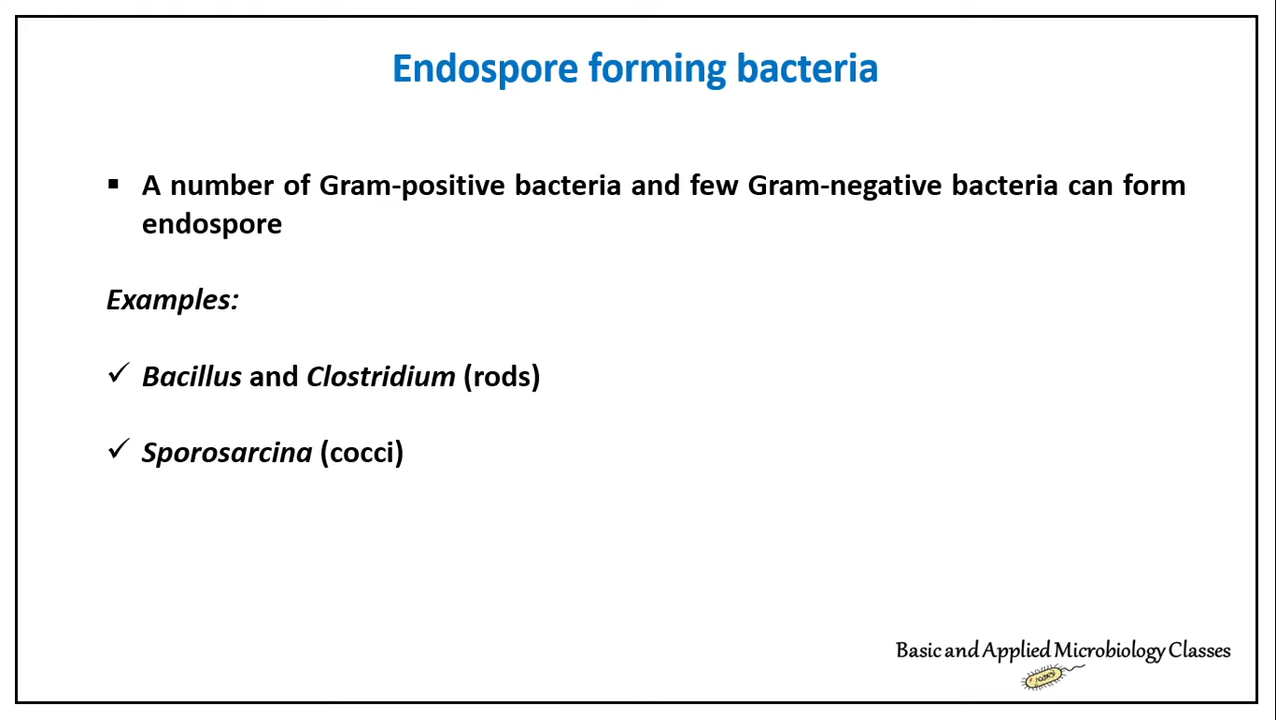 Endospore forming bacteria
▪ A number of Gram-positive bacteria and few Gram-negative bacteria can form
endospore
Examples:
✓ Bacillus and Clostridium (rods)
✓ Sporosarcina (cocci)
Basic and Applied Microbiology Classes